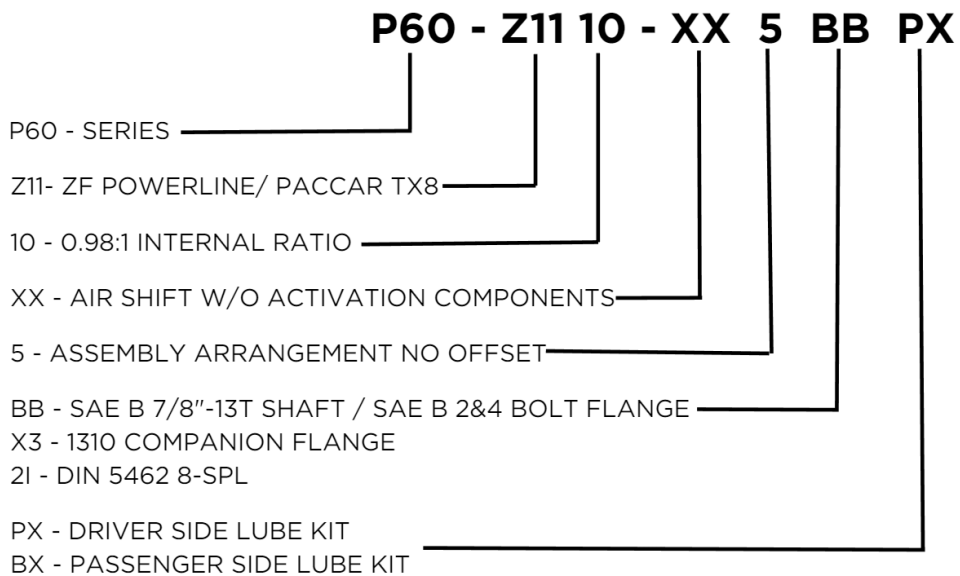 P60 - Z11 10 - XX 5 BB PX
P60 - SERIES
Z11- ZF POWERLINE/ PACCAR TX8
10 - 0.98:1 INTERNAL RATIO
XX - AIR SHIFT W/O ACTIVATION COMPONENTS
5 - ASSEMBLY ARRANGEMENT NO OFFSET
BB - SAE B 7/8"-13T SHAFT / SAE B 2&4 BOLT FLANGE
X3 - 1310 COMPANION FLANGE
2I - DIN 5462 8-SPL
PX - DRIVER SIDE LUBE KIT
BX - PASSENGER SIDE LUBE KIT